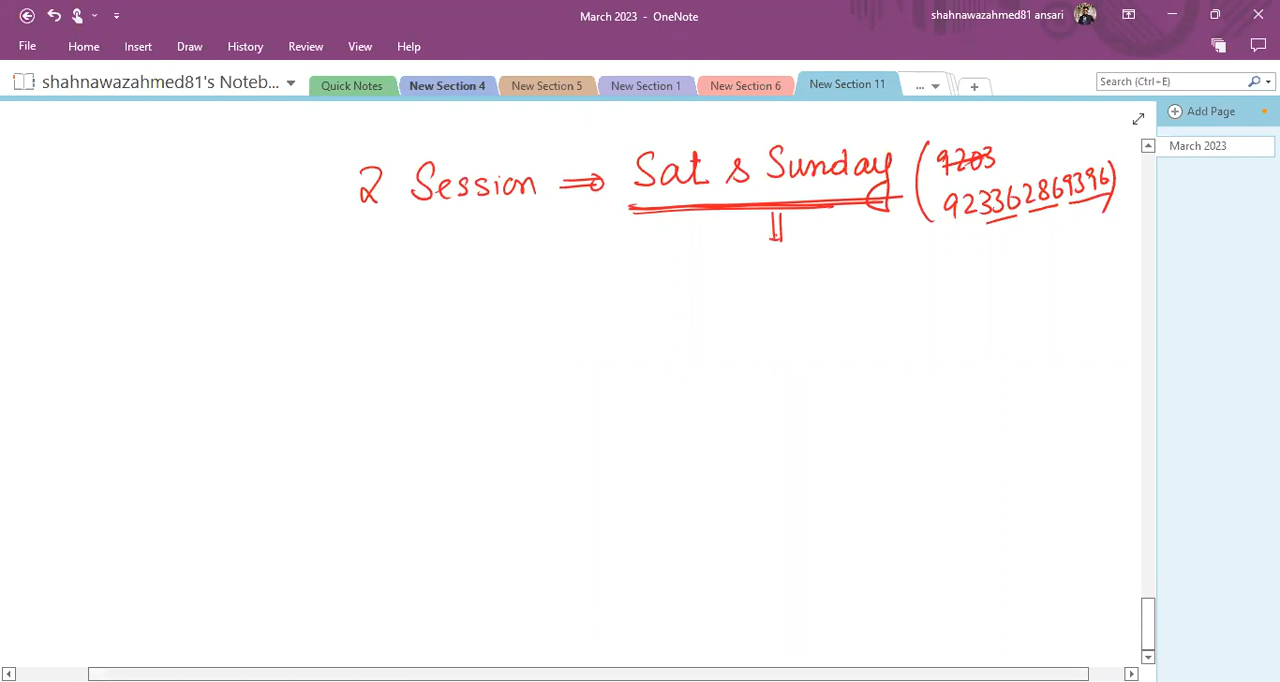 March 2023 - OneNote
shahnawazahmed81 ansari
File Home Insert Draw History Review View Help
shahnawazahmed81's Noteb...
Quick Notes
New Section 4
New Section 5
New Section 1
New Section 6
New Section 11
...
Search (Ctrl+E)
Add Page
March 2023
2 Session ⇒ Sat & Sunday (9203
923362869396)